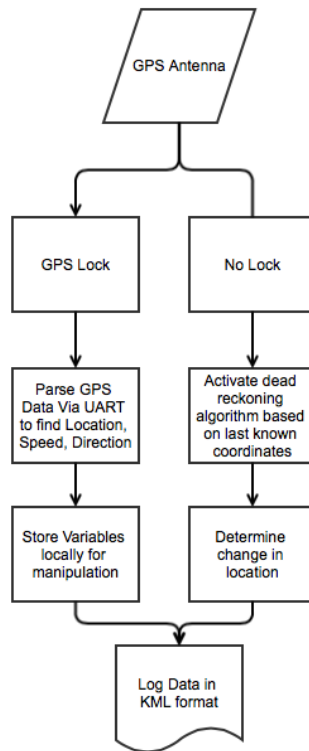 GPS Antenna
GPS Lock
No Lock
Parse GPS
Data Via UART
to find Location,
Speed, Direction
Activate dead
reckoning
algorithm based
on last known
coordinates
Store Variables
locally for
manipulation
Determine
change in
location
Log Data in
KML format